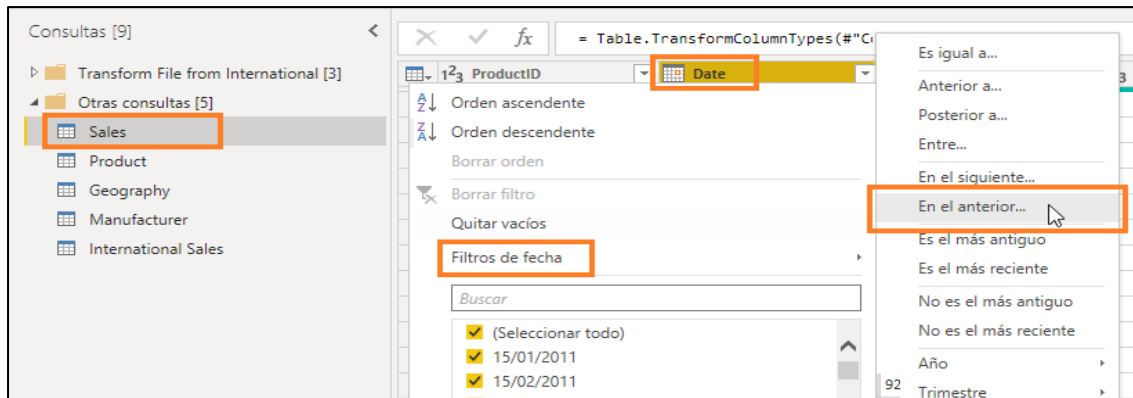 Consultas [9]
Transform File from International [3]
Otras consultas [5]
Sales
Product
Geography
Manufacturer
International Sales
fx
= Table.TransformColumnTypes(#"C
1²3 ProductID
Date
Orden ascendente
Orden descendente
Borrar orden
Borrar filtro
Quitar vacíos
Filtros de fecha
Buscar
(Seleccionar todo)
15/01/2011
15/02/2011
Es igual a...
Anterior a...
Posterior a...
Entre...
En el siguiente...
En el anterior...
Es el más antiguo
Es el más reciente
No es el más antiguo
No es el más reciente
Año
Trimestre
92
3